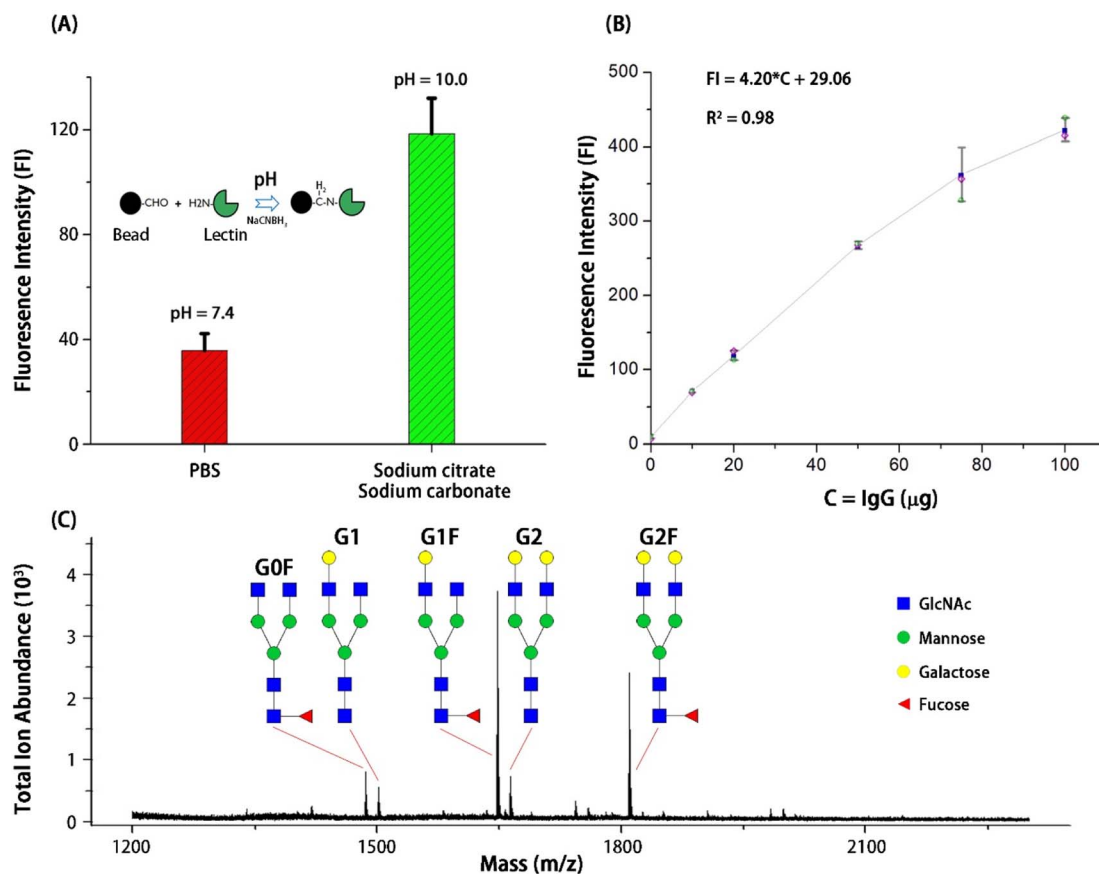 (A)
Fluoresence Intensity (FI)
120
80
40
0
pH = 7.4
pH = 10.0
CHO + H2N
pH
NaCNBH₃
H₂
-C-N-
Bead
Lectin
PBS
Sodium citrate
Sodium carbonate
(B)
Fluoresence Intensity (FI)
500
400
300
200
100
0
FI = 4.20*C + 29.06
R² = 0.98
0 20 40 60 80 100
C = IgG (μg)
(C)
Total Ion Abundance (10³)
4
3
2
1
0
G0F
G1
G1F
G2
G2F
GlcNAc
Mannose
Galactose
Fucose
1200 1500 1800 2100
Mass (m/z)